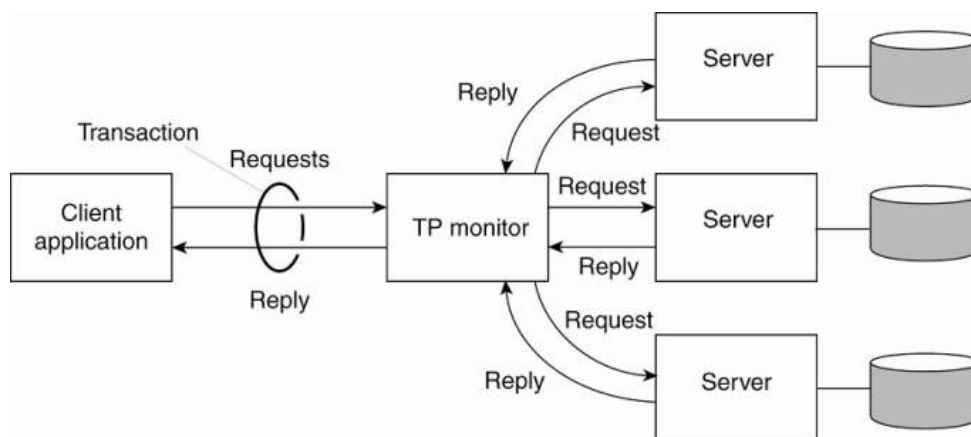 Server
Reply
Request
Transaction
Requests
Client
application
TP monitor
Request
Server
Reply
Reply
Request
Reply
Server